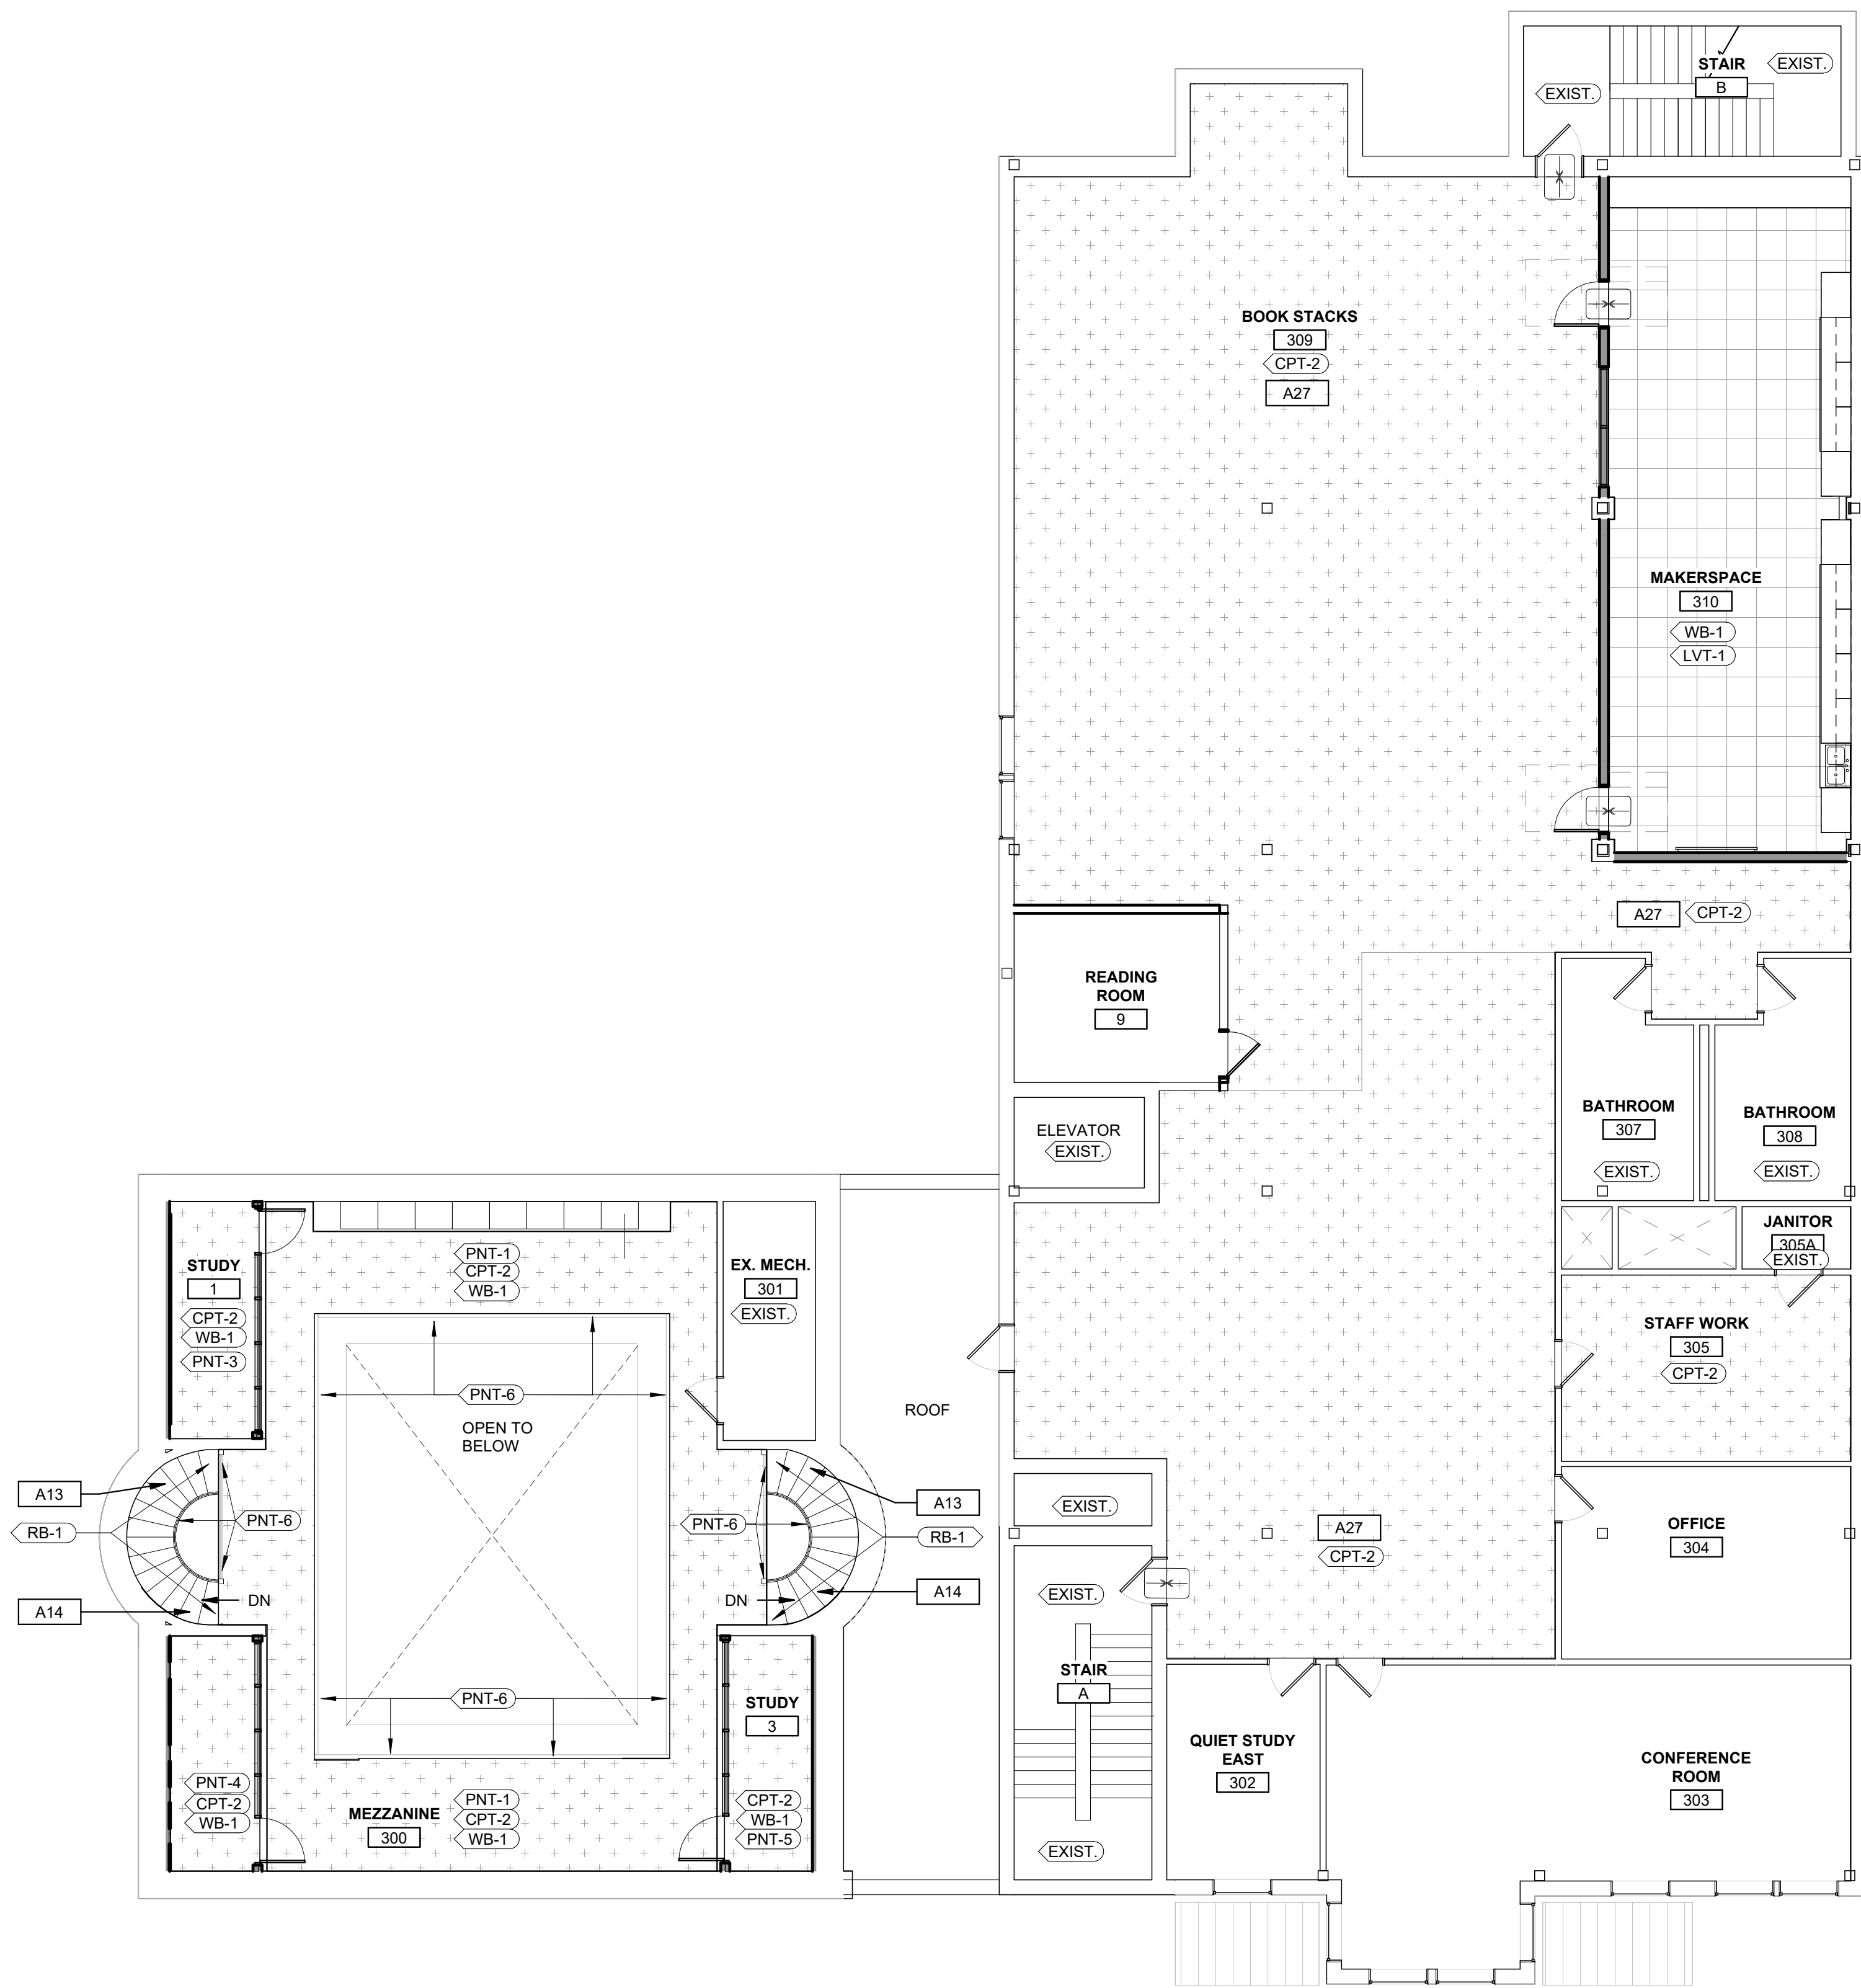 STAIR
B
EXIST.
EXIST.
BOOK STACKS
309
CPT-2
A27
MAKERSPACE
310
WB-1
LVT-1
A27
CPT-2
READING
ROOM
9
ELEVATOR
EXIST.
BATHROOM
307
EXIST.
BATHROOM
308
EXIST.
JANITOR
305A
EXIST.
STAFF WORK
305
CPT-2
STUDY
1
CPT-2
WB-1
PNT-3
PNT-1
CPT-2
WB-1
EX. MECH.
301
EXIST.
PNT-6
OPEN TO
BELOW
ROOF
A13
RB-1
PNT-6
A14
DN
PNT-6
A13
RB-1
A14
DN
EXIST.
A27
CPT-2
OFFICE
304
EXIST.
STAIR
A
EXIST.
PNT-6
STUDY
3
PNT-4
CPT-2
WB-1
MEZZANINE
300
PNT-1
CPT-2
WB-1
CPT-2
WB-1
PNT-5
QUIET STUDY
EAST
302
CONFERENCE
ROOM
303